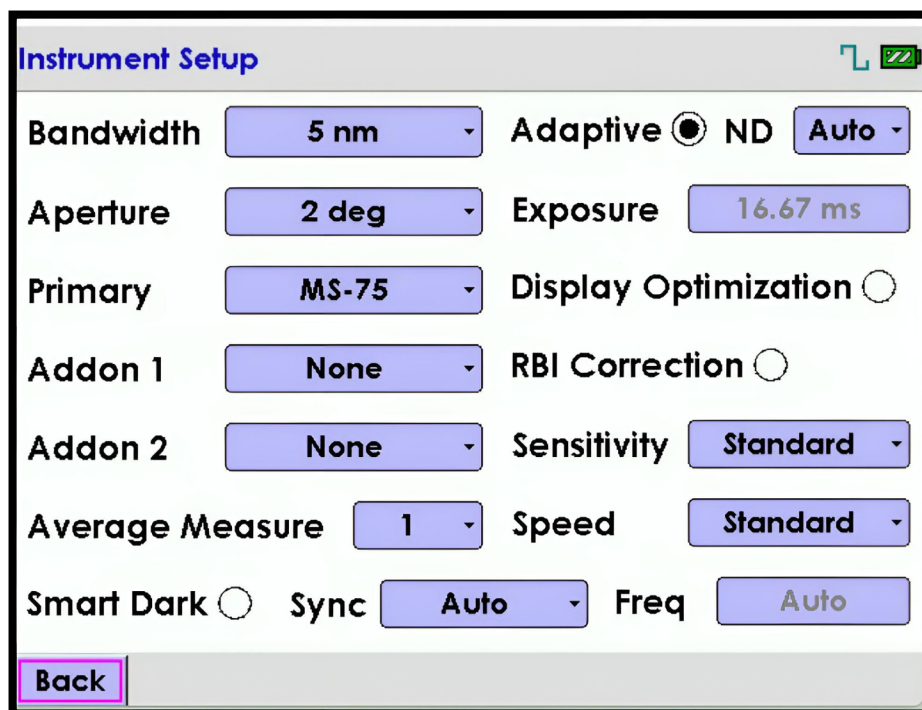 Instrument Setup
Bandwidth 5 nm Adaptive ND Auto
Aperture 2 deg Exposure 16.67 ms
Primary MS-75 Display Optimization
Addon 1 None RBI Correction
Addon 2 None Sensitivity Standard
Average Measure 1 Speed Standard
Smart Dark Sync Auto Freq Auto
Back